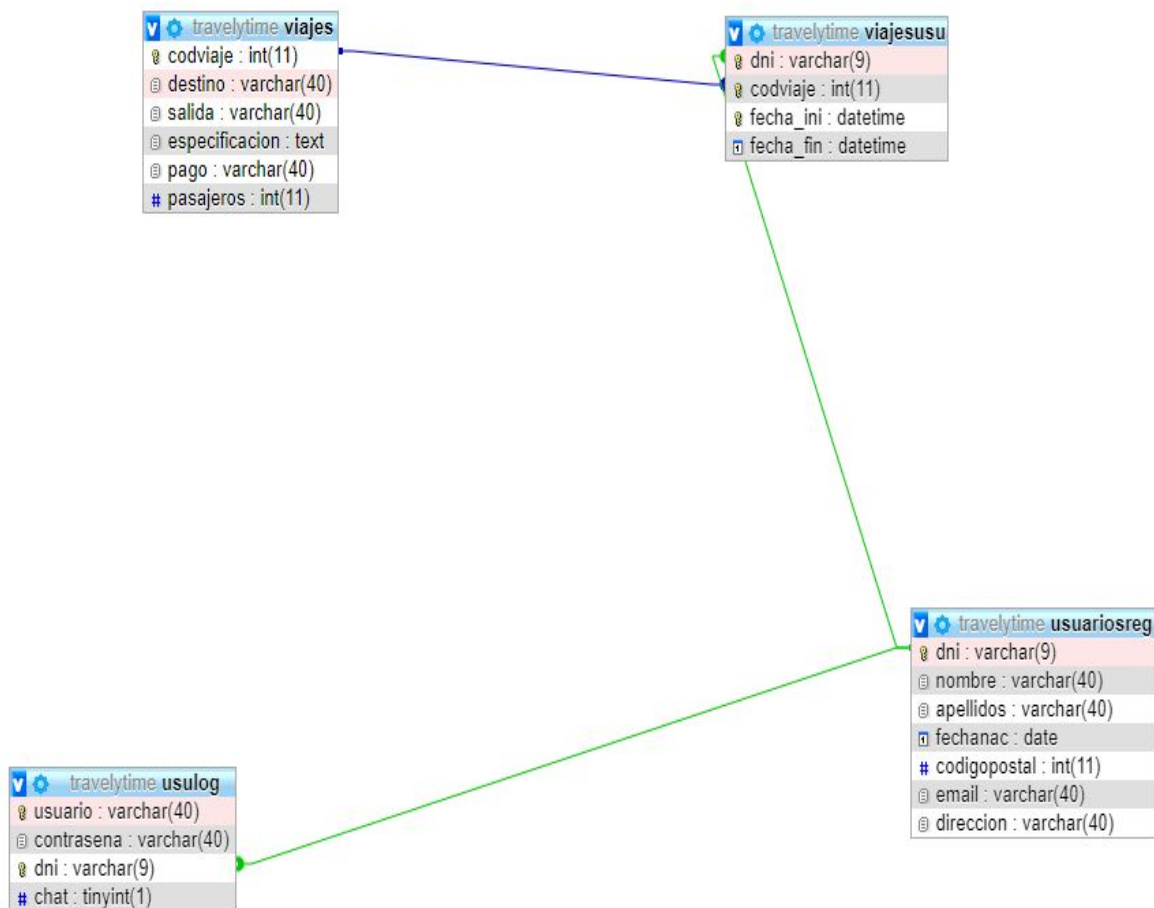 travelytime viajes
codviaje : int(11)
destino : varchar(40)
salida : varchar(40)
especificacion : text
pago : varchar(40)
# pasajeros : int(11)
travelytime viajesusu
dni : varchar(9)
codviaje : int(11)
fecha_ini : datetime
fecha_fin : datetime
travelytime usuariosreg
dni : varchar(9)
nombre : varchar(40)
apellidos : varchar(40)
fechanac : date
# codigopostal : int(11)
email : varchar(40)
direccion : varchar(40)
travelytime usulog
usuario : varchar(40)
contrasena : varchar(40)
dni : varchar(9)
# chat : tinyint(1)